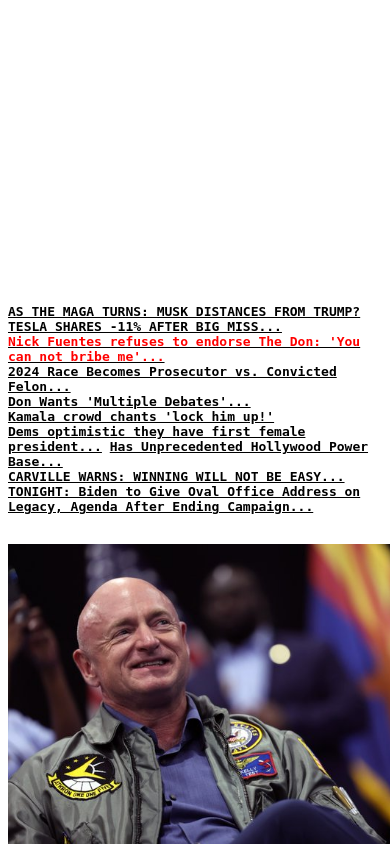 AS THE MAGA TURNS: MUSK DISTANCES FROM TRUMP?
TESLA SHARES -11% AFTER BIG MISS...
Nick Fuentes refuses to endorse The Don: 'You
can not bribe me'...
2024 Race Becomes Prosecutor vs. Convicted
Felon...
Don Wants 'Multiple Debates'...
Kamala crowd chants 'lock him up!'
Dems optimistic they have first female
president... Has Unprecedented Hollywood Power
Base...
CARVILLE WARNS: WINNING WILL NOT BE EASY...
TONIGHT: Biden to Give Oval Office Address on
Legacy, Agenda After Ending Campaign...
KELLY